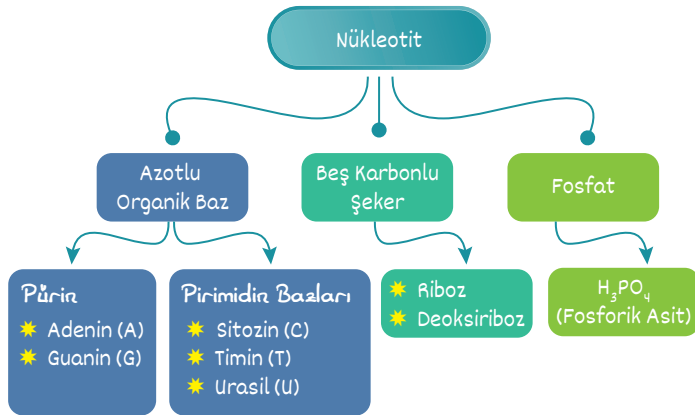 Nükleotit
Azotlu
Organik Baz
Beş Karbonlu
Şeker
Fosfat
Pürin
Adenin (A)
Guanin (G)
Pirimidin Bazları
Sitozin (C)
Timin (T)
Urasil (U)
Riboz
Deoksiriboz
H₃PO₄
(Fosforik Asit)